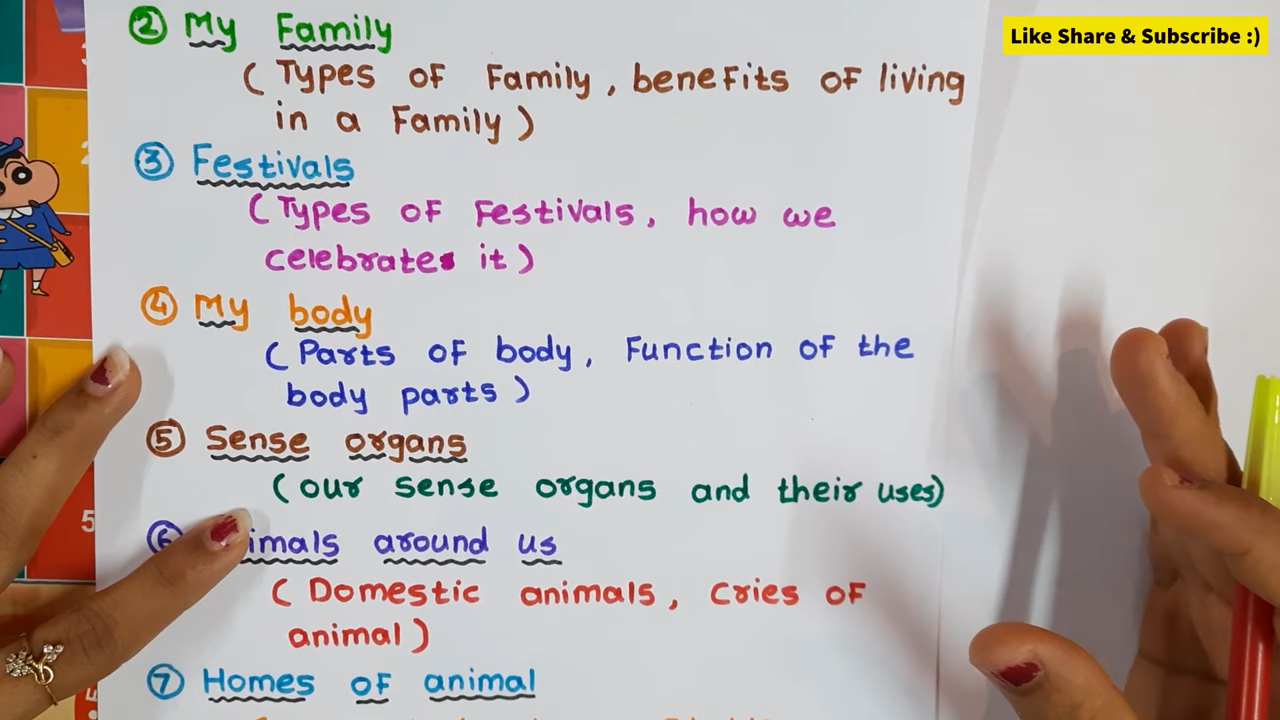 ② My Family
Like Share & Subscribe :)
( Types of Family, benefits of living
in a Family )
③ Festivals
( Types of Festivals, how we
celebrates it )
④ My body
( Parts of body, Function of the
body parts )
⑤ Sense organs
( our sense organs and their uses)
around us
( Domestic animals, cries of
animal )
⑦ Homes of animal
5